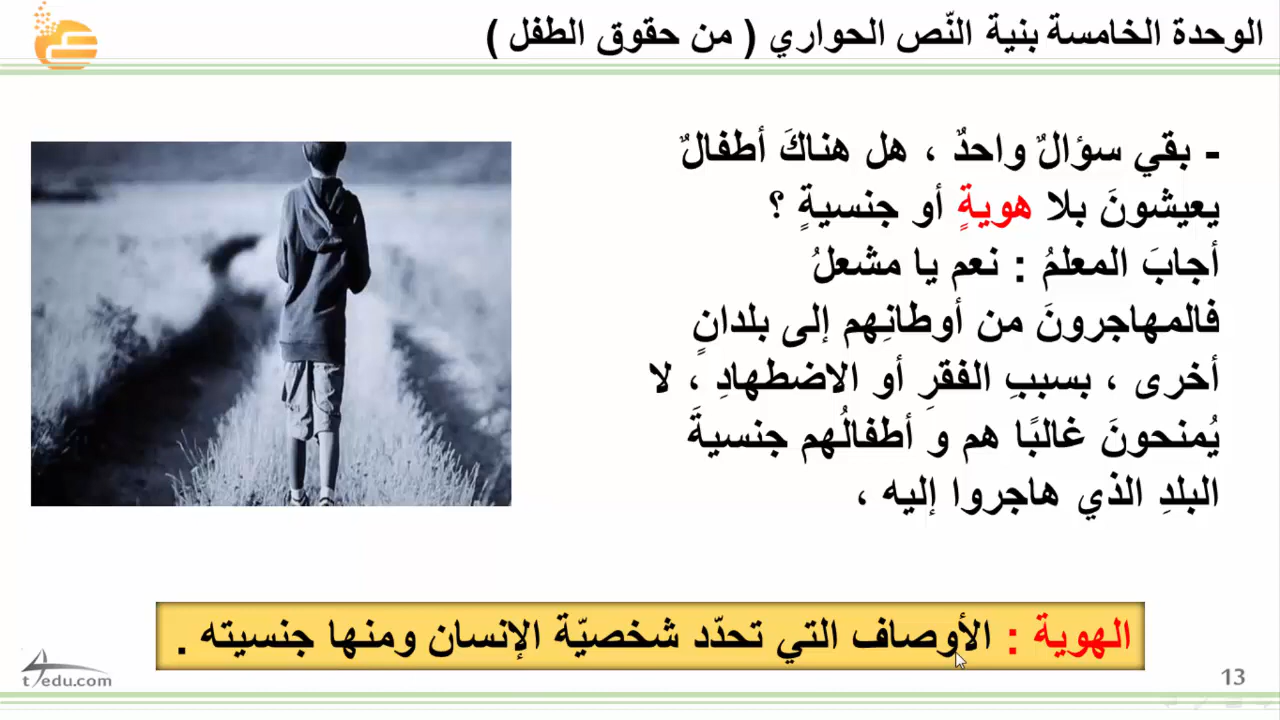 الوحدة الخامسة بنية النّص الحواري ( من حقوق الطفل )
- بقي سؤالٌ واحدٌ ، هل هناكَ أطفالٌ
يعيشونَ بلا هويةٍ أو جنسيةٍ ؟
أجابَ المعلمُ : نعم يا مشعلُ
فالمهاجرونَ من أوطانِهم إلى بلدانٍ
أخرى ، بسببِ الفقرِ أو الاضطهادِ ، لا
يُمنحونَ غالبًا هم و أطفالُهم جنسيةَ
البلدِ الذي هاجروا إليه ،
الهوية : الأوصاف التي تحدّد شخصيّة الإنسان ومنها جنسيته .
t4edu.com
13